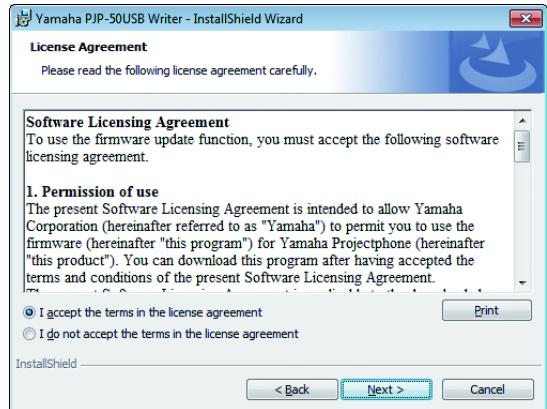 Yamaha PJP-50USB Writer - InstallShield Wizard
License Agreement
Please read the following license agreement carefully.
Software Licensing Agreement
To use the firmware update function, you must accept the following software
licensing agreement.
1. Permission of use
The present Software Licensing Agreement is intended to allow Yamaha
Corporation (hereinafter referred to as "Yamaha") to permit you to use the
firmware (hereinafter "this program") for Yamaha Projectphone (hereinafter
"this product"). You can download this program after having accepted the
terms and conditions of the present Software Licensing Agreement.
I accept the terms in the license agreement
Print
I do not accept the terms in the license agreement
InstallShield
< Back
Next >
Cancel